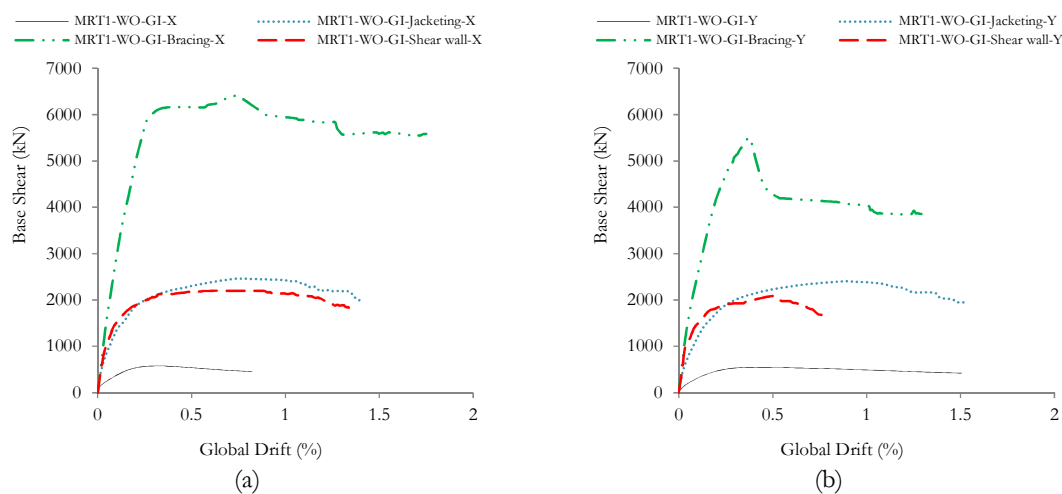 MRT1-WO-GI-X MRT1-WO-GI-Jacketing-X
MRT1-WO-GI-Bracing-X MRT1-WO-GI-Shear wall-X
7000
6000
5000
4000
3000
2000
1000
0
Base Shear (kN)
0 0.5 1 1.5 2
Global Drift (%)
(a)
MRT1-WO-GI-Y MRT1-WO-GI-Jacketing-Y
MRT1-WO-GI-Bracing-Y MRT1-WO-GI-Shear wall-Y
7000
6000
5000
4000
3000
2000
1000
0
Base Shear (kN)
0 0.5 1 1.5 2
Global Drift (%)
(b)